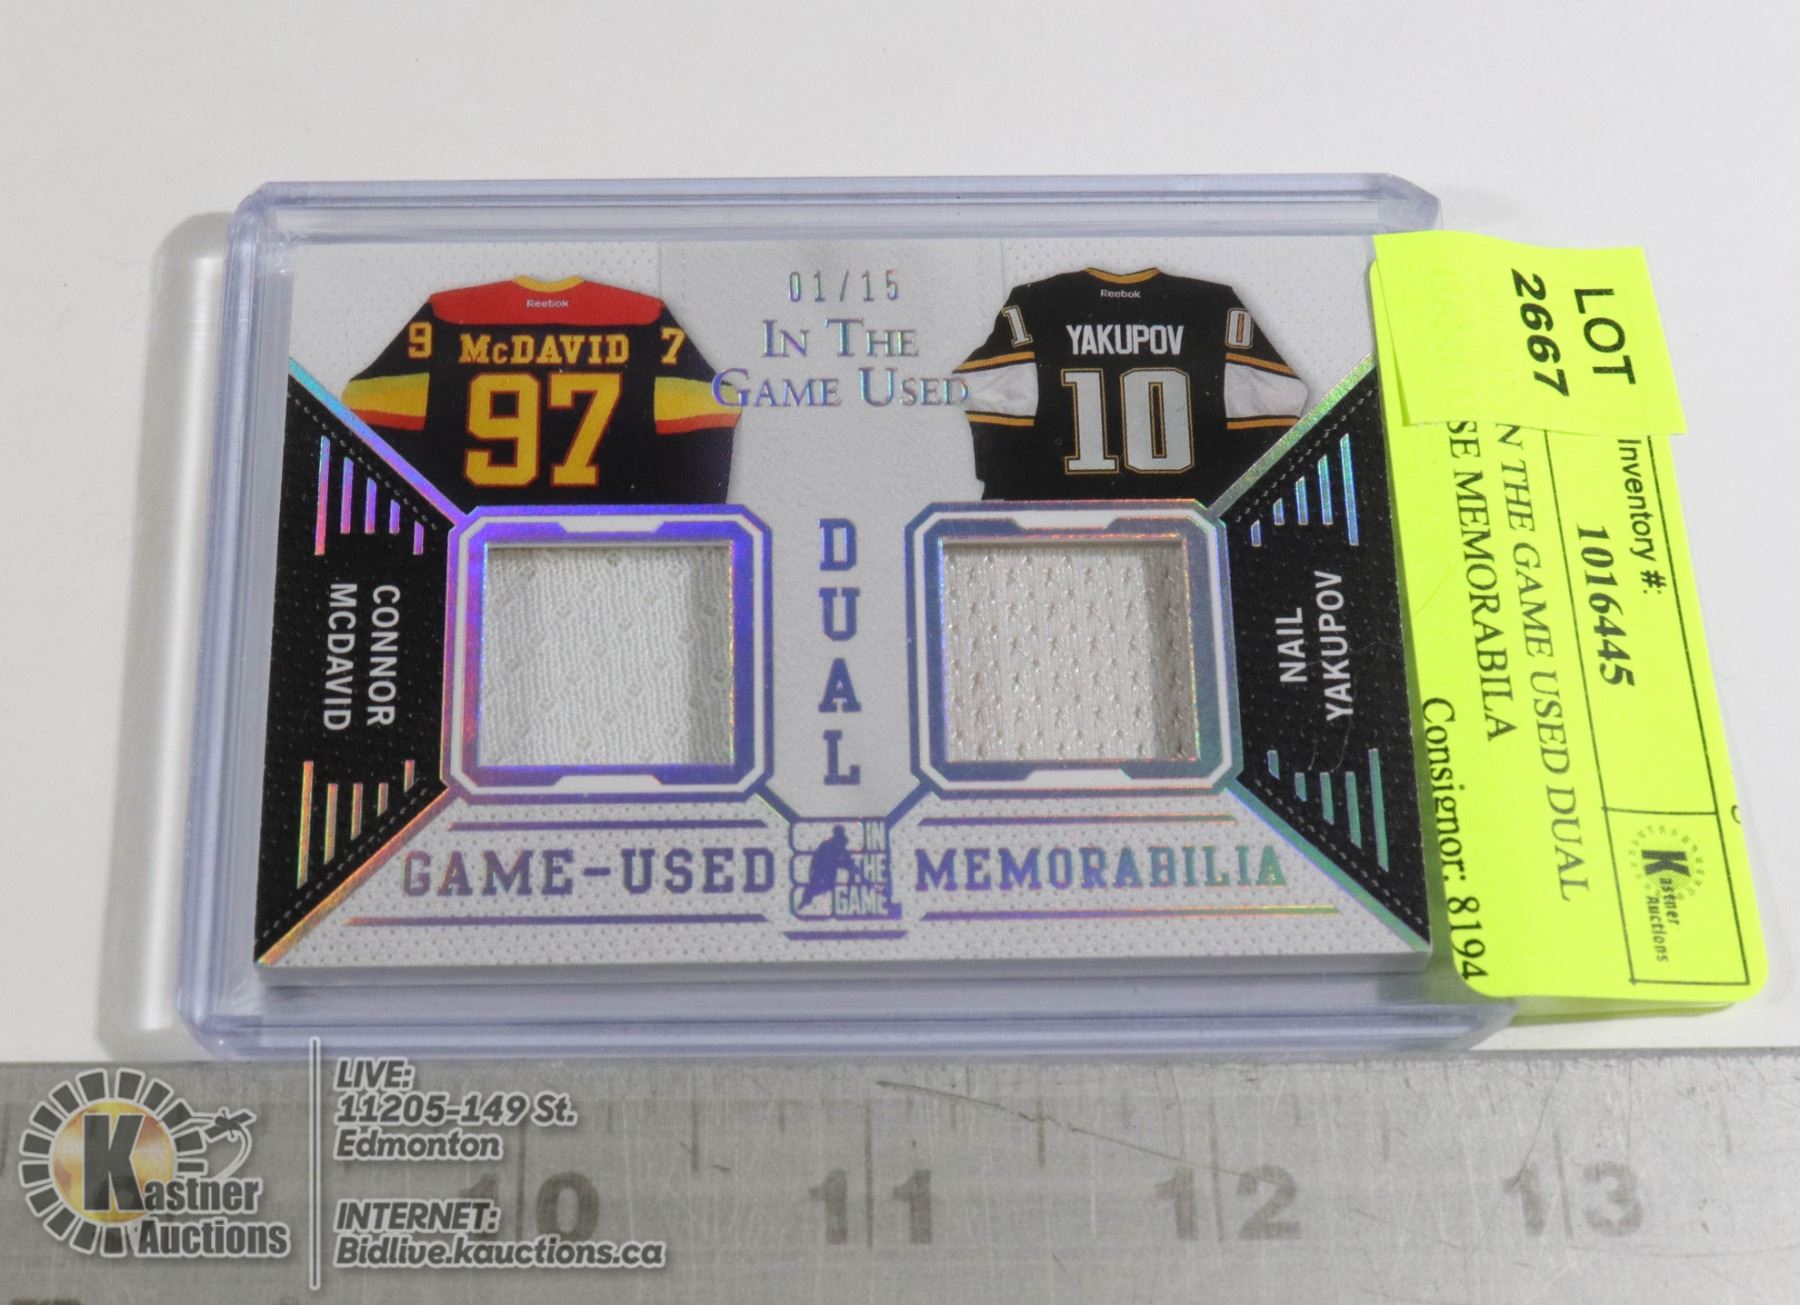 01/15
IN THE
GAME USED
Reebok
9 McDAVID 7
97
Reebok
1 YAKUPOV 0
10
DUAL
CONNOR
MCDAVID
NAIL
YAKUPOV
GAME-USED
IN
THE
GAME
MEMORABILIA
LOT
2667
Inventory #:
1016445
N THE GAME USED DUAL
SE MEMORABILA
Consignor: 8194
Kastner
Auctions
Kastner
Auctions
LIVE:
11205-149 St.
Edmonton
INTERNET:
Bidlive.kauctions.ca
10
11
12
13